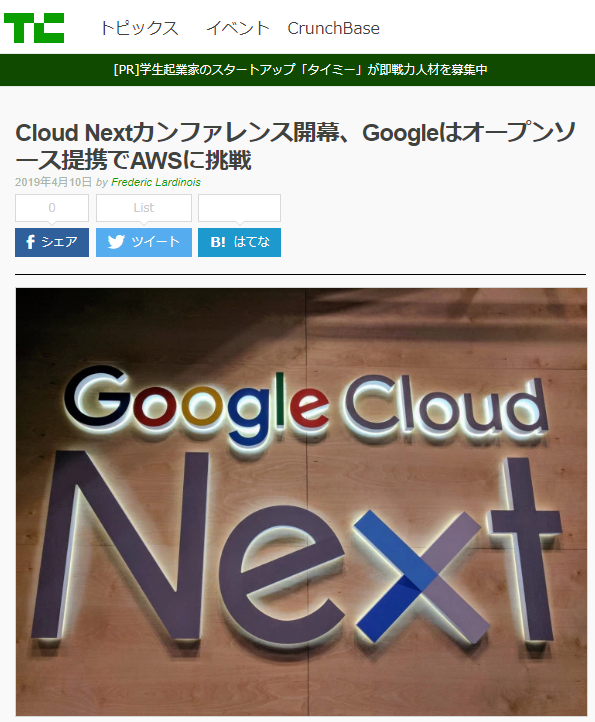 TC
トピックス イベント CrunchBase
[PR]学生起業家のスタートアップ「タイミー」が即戦力人材を募集中
Cloud Nextカンファレンス開幕、Googleはオープンソ
ース提携でAWSに挑戦
2019年4月10日 by Frederic Lardinois
0 List
シェア ツイート B! はてな
Google Cloud
Next